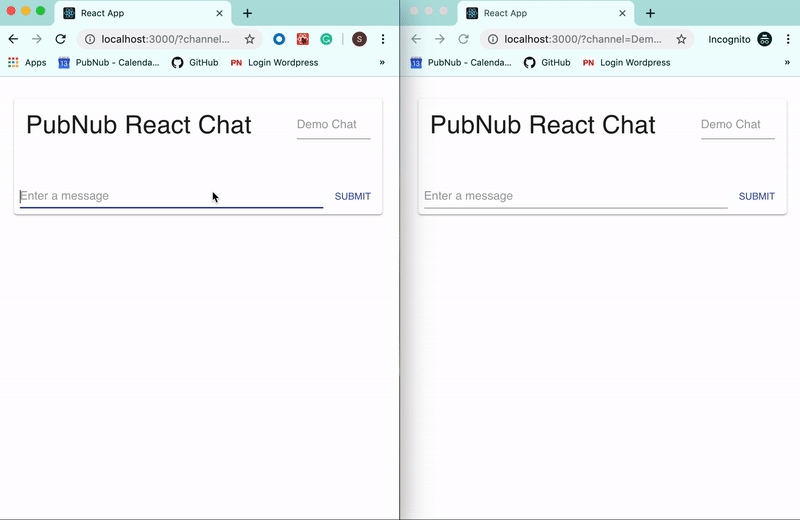 React App
localhost:3000/?channel...
S
Apps
13
PubNub - Calenda...
GitHub
PN
Login Wordpress
»
PubNub React Chat
Demo Chat
Enter a message
SUBMIT
React App
localhost:3000/?channel=Dem...
Incognito
13
PubNub - Calenda...
GitHub
PN
Login Wordpress
»
PubNub React Chat
Demo Chat
Enter a message
SUBMIT